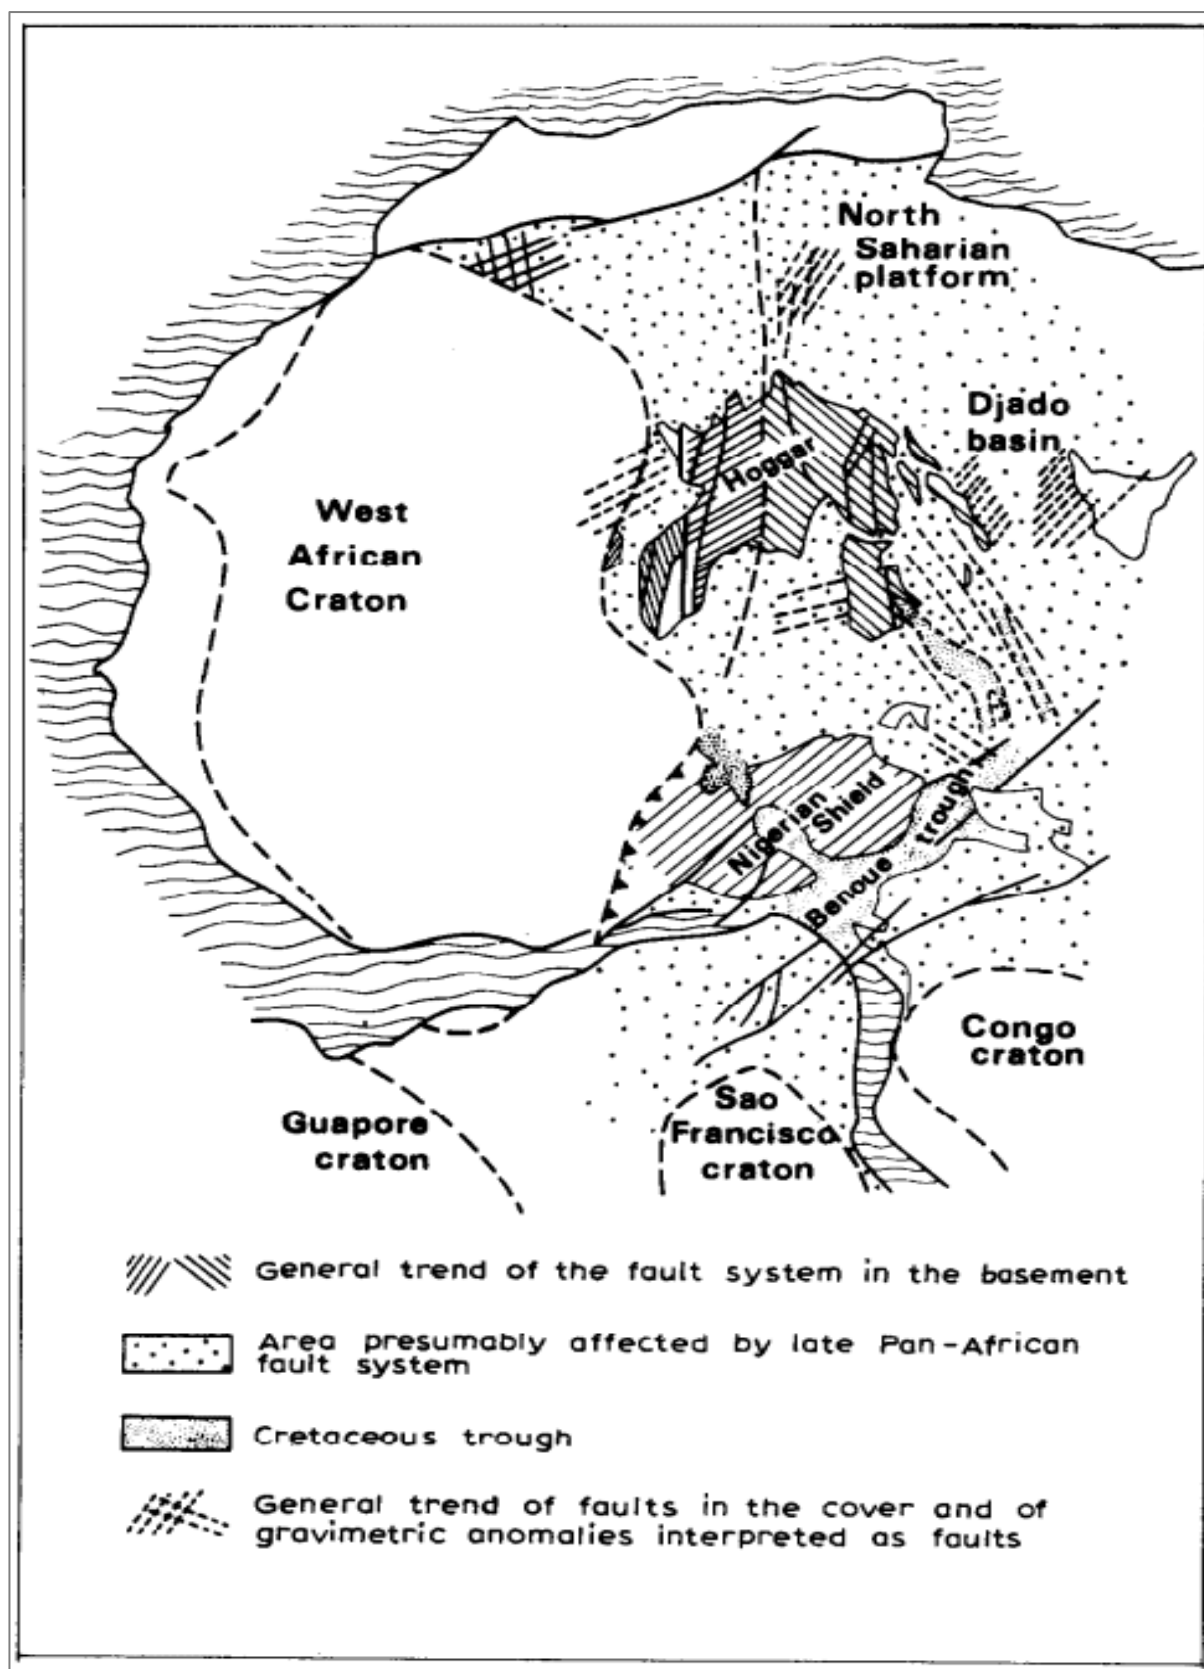 North
Saharian
platform
Djado
basin
Hoggar
West
African
Craton
Nigerian
Shield
Benoue trough
Congo
craton
Sao
Francisco
craton
Guapore
craton
General trend of the fault system in the basement
Area presumably affected by late Pan-African
fault system
Cretaceous trough
General trend of faults in the cover and of
gravimetric anomalies interpreted as faults